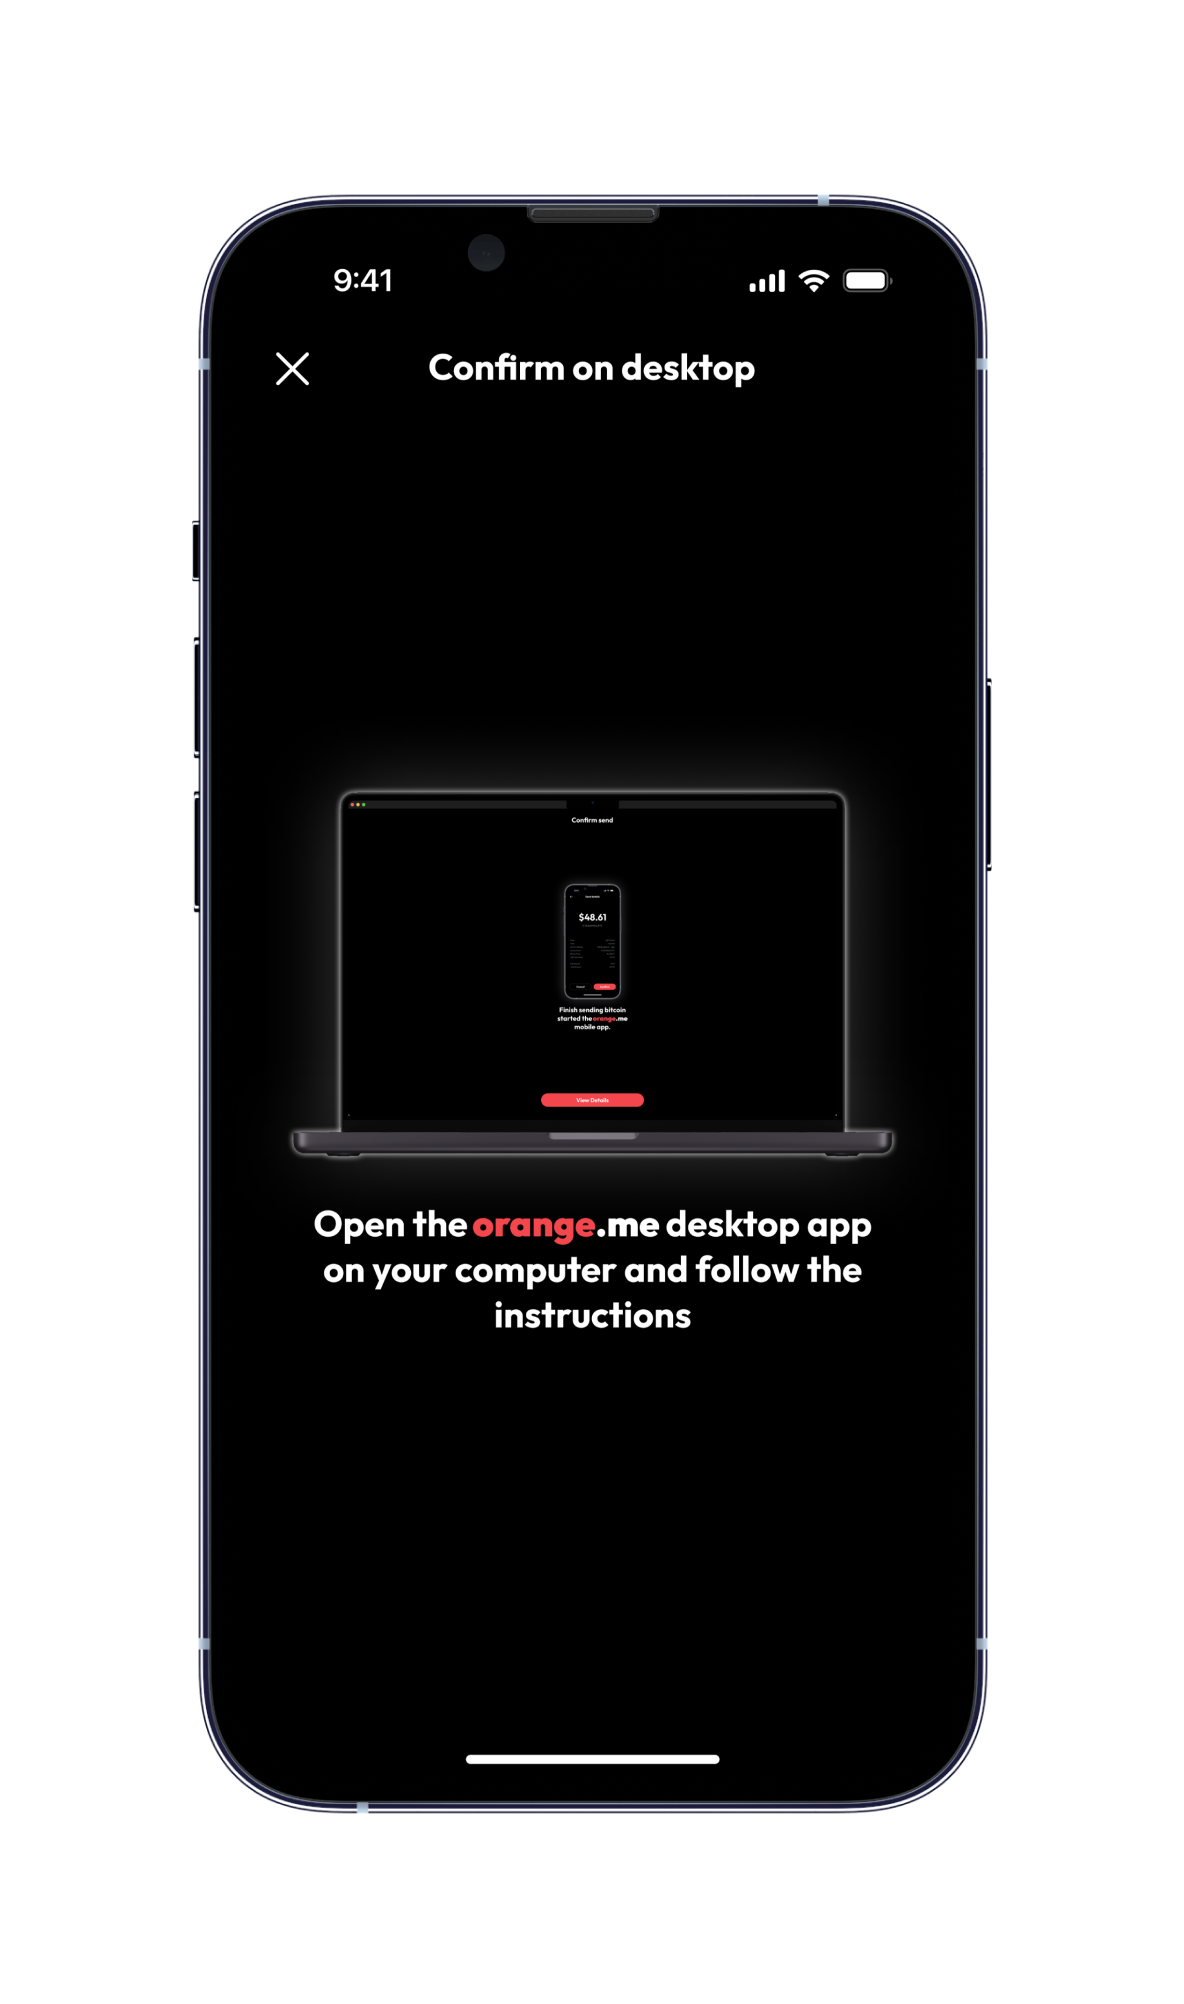 9:41
Confirm on desktop
Confirm send
$48.61
Finish sending bitcoin
started the orange.me
mobile app.
View Details
Open the orange.me desktop app
on your computer and follow the
instructions